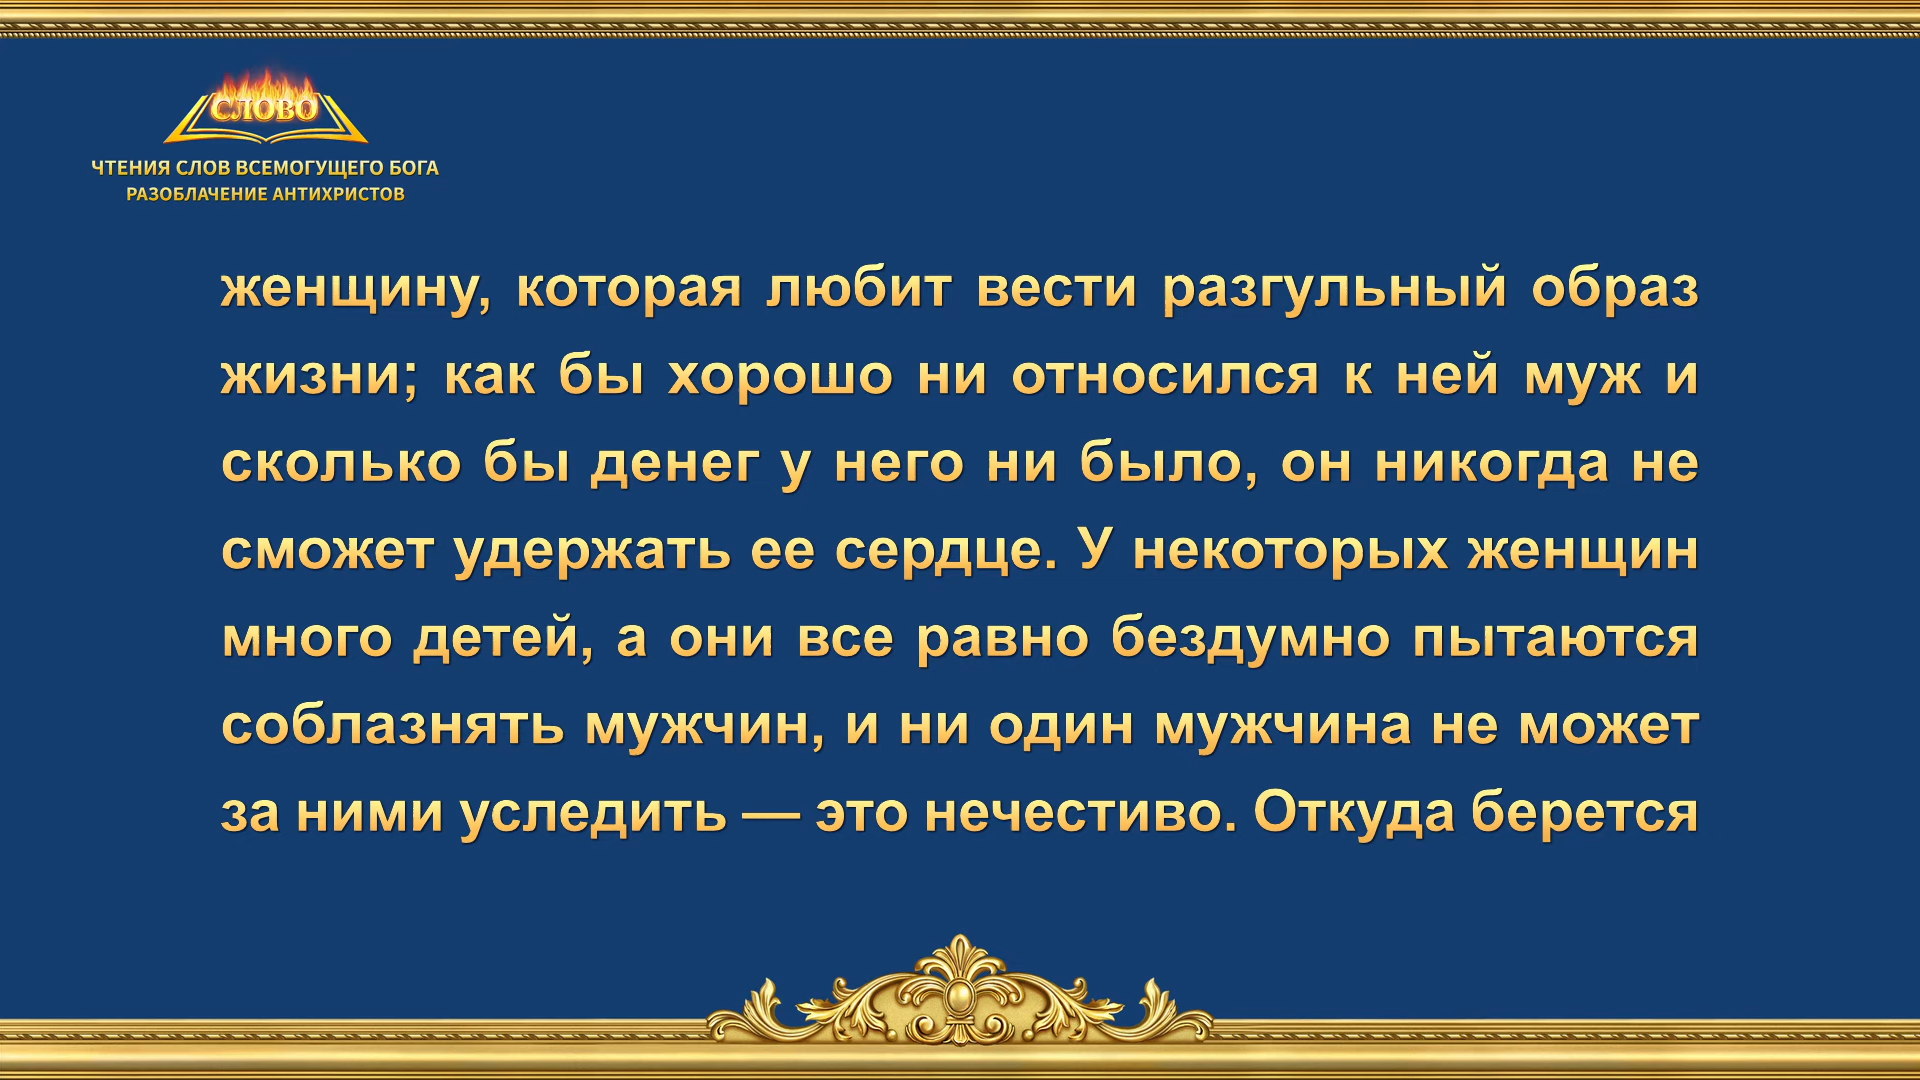 СЛОВО
ЧТЕНИЯ СЛОВ ВСЕМОГУЩЕГО БОГА
РАЗОБЛАЧЕНИЕ АНТИХРИСТОВ
женщину, которая любит вести разгульный образ
жизни; как бы хорошо ни относился к ней муж и
сколько бы денег у него ни было, он никогда не
сможет удержать ее сердце. У некоторых женщин
много детей, а они все равно бездумно пытаются
соблазнять мужчин, и ни один мужчина не может
за ними уследить — это нечестиво. Откуда берется